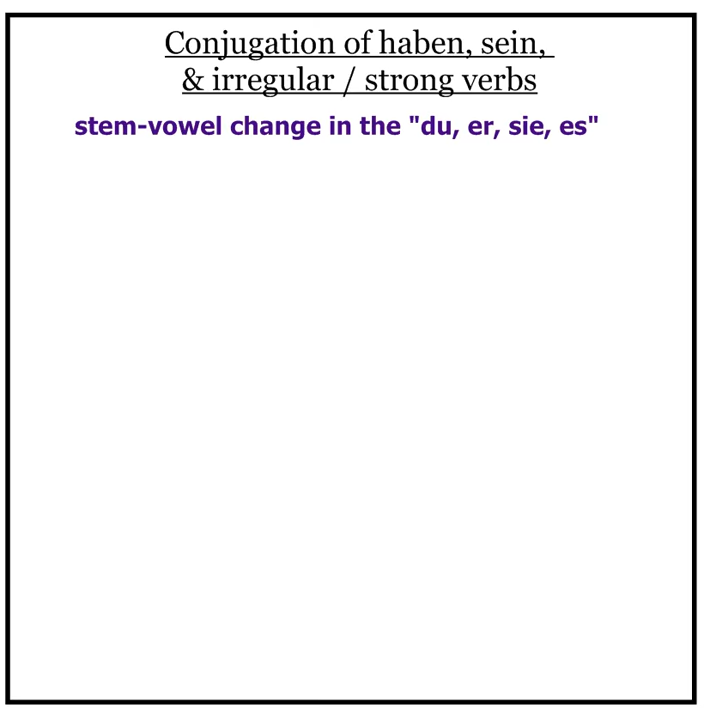 Conjugation of haben, sein,
& irregular / strong verbs
stem-vowel change in the "du, er, sie, es"